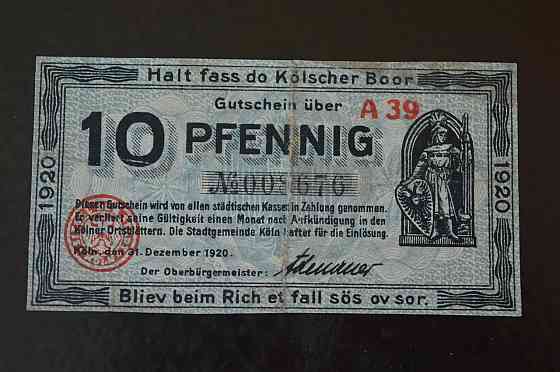 Halt fass do Kölscher Boor
Gutschein über
A 39
10 PFENNIG
1920
1920
Diesen Gutschein wird von allen städtischen Kassen in Zahlung genommen.
Er verliert seine Gültigkeit einen Monat nach Aufkündigung in den
Kölner Ortsblättern. Die Stadtgemeinde Köln haftet für die Einlösung.
Köln, den 31. Dezember 1920.
Der Oberbürgermeister: Adenauer
Bliev beim Rich et fall sös ov sor.